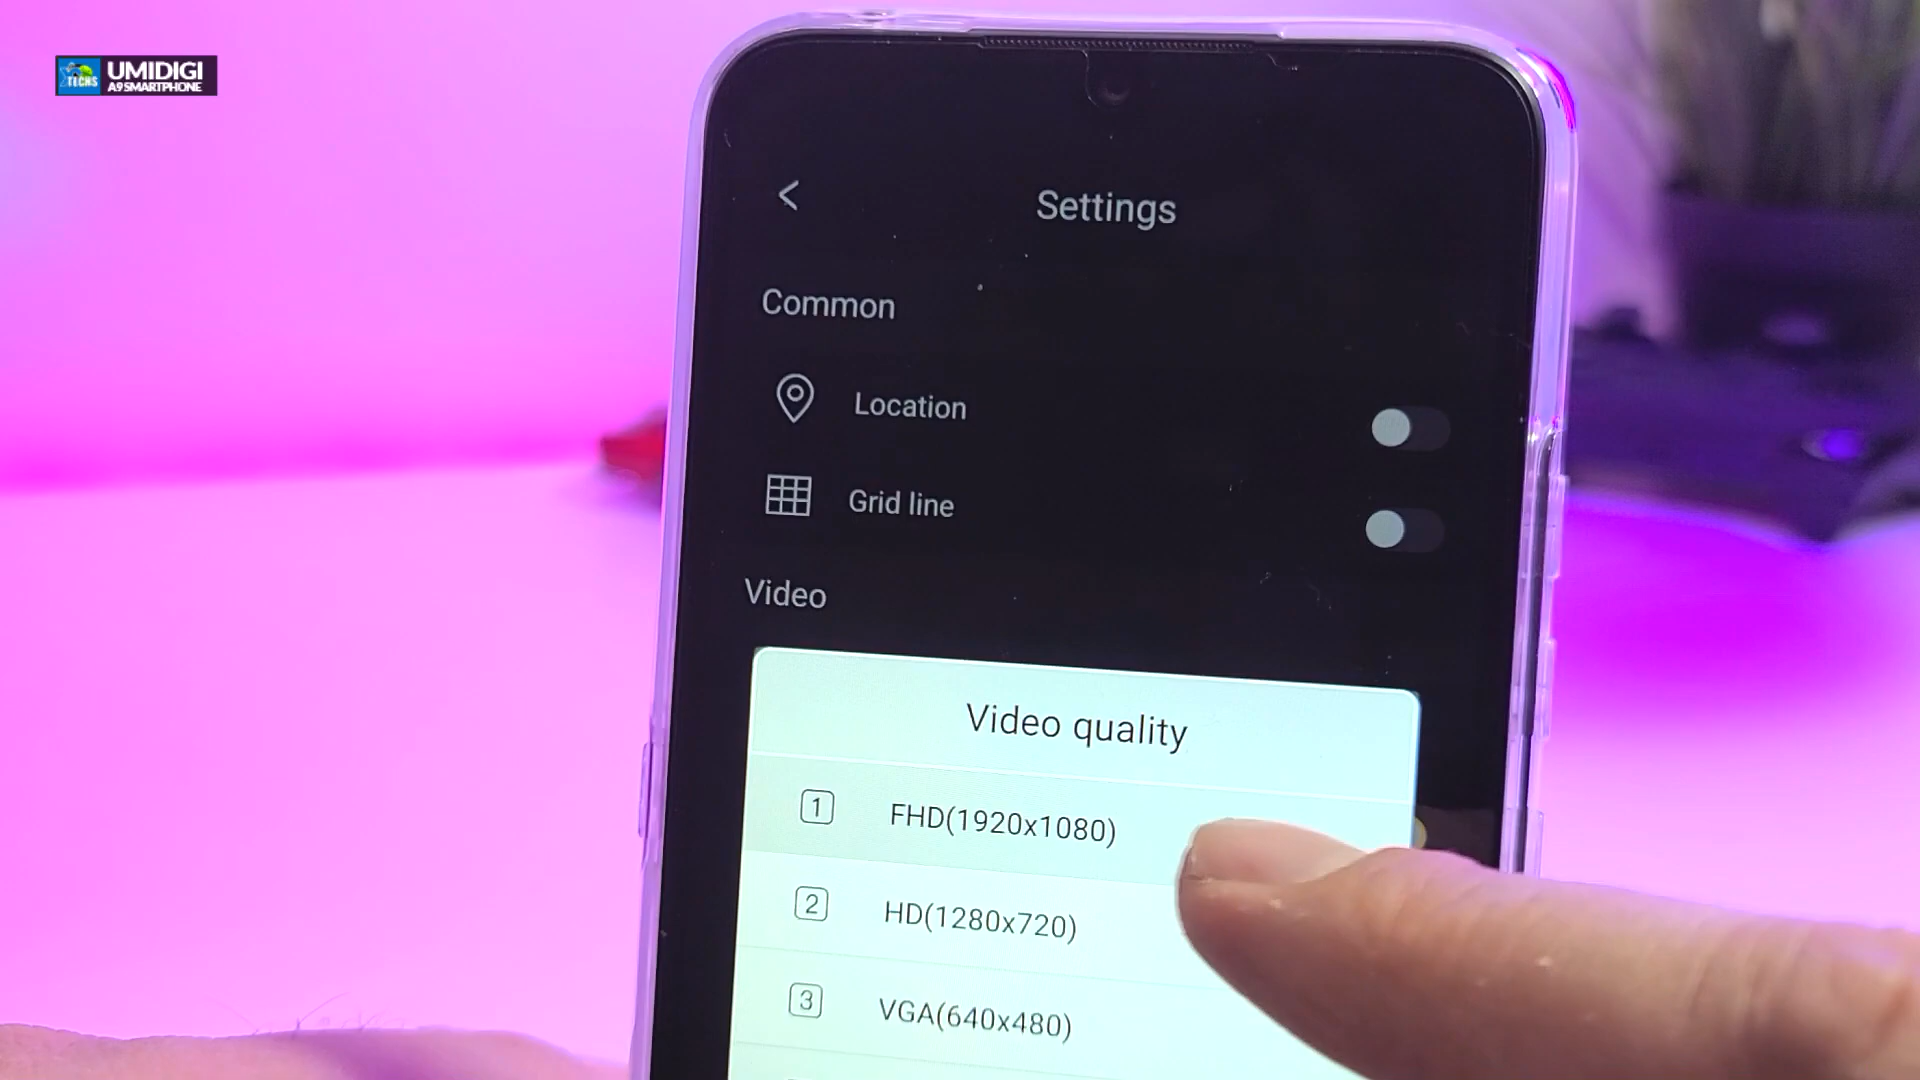 TECHS
UMIDIGI
A9 SMARTPHONE
Settings
Common
Location
Grid line
Video
Video quality
1 FHD(1920x1080)
2 HD(1280x720)
3 VGA(640x480)